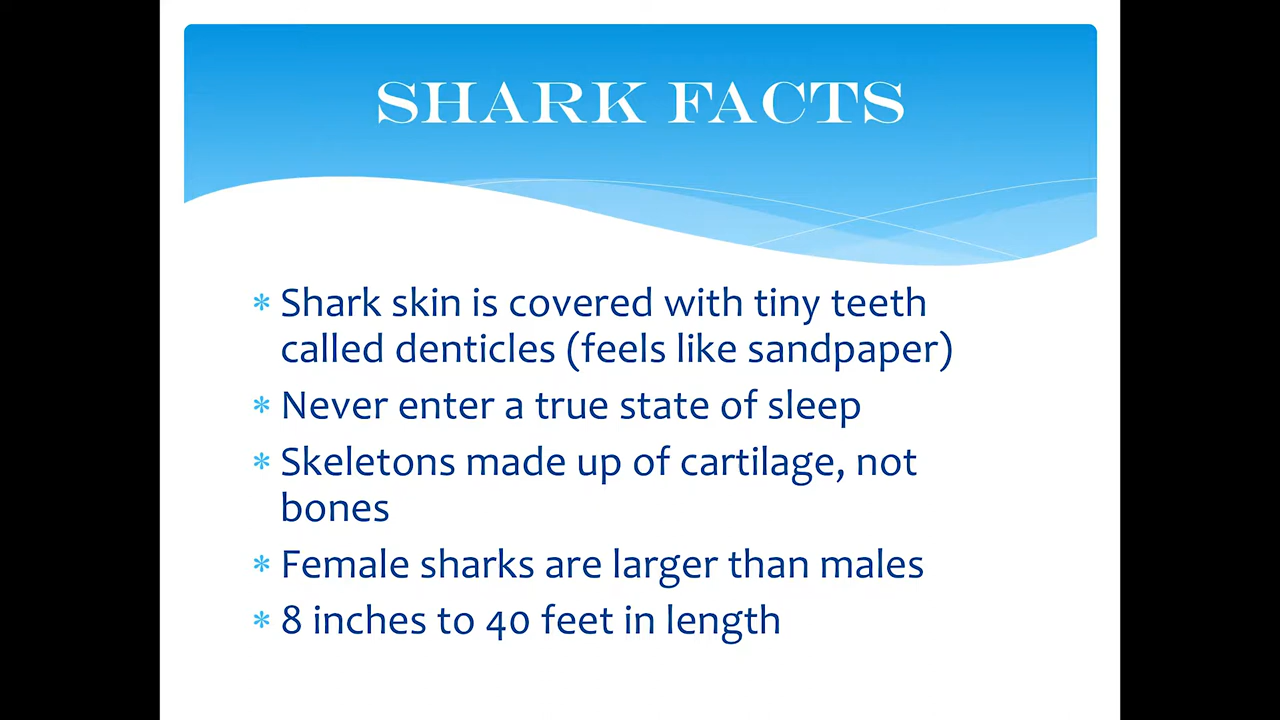 SHARK FACTS
* Shark skin is covered with tiny teeth
called denticles (feels like sandpaper)
* Never enter a true state of sleep
* Skeletons made up of cartilage, not
bones
* Female sharks are larger than males
* 8 inches to 40 feet in length